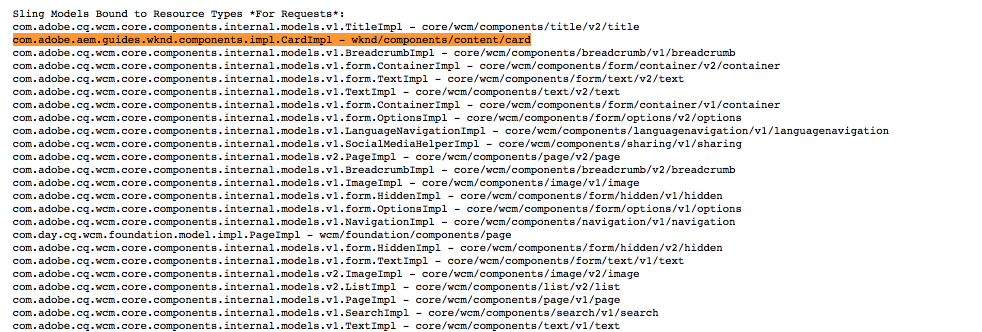 Sling Models Bound to Resource Types *For Requests*:
com.adobe.cq.wcm.core.components.internal.models.v1.TitleImpl - core/wcm/components/title/v2/title
com.adobe.aem.guides.wknd.components.impl.CardImpl - wknd/components/content/card
com.adobe.cq.wcm.core.components.internal.models.v1.BreadcrumbImpl - core/wcm/components/breadcrumb/v1/breadcrumb
com.adobe.cq.wcm.core.components.internal.models.v1.form.ContainerImpl - core/wcm/components/form/container/v2/container
com.adobe.cq.wcm.core.components.internal.models.v1.form.TextImpl - core/wcm/components/form/text/v2/text
com.adobe.cq.wcm.core.components.internal.models.v1.TextImpl - core/wcm/components/text/v2/text
com.adobe.cq.wcm.core.components.internal.models.v1.form.ContainerImpl - core/wcm/components/form/container/v1/container
com.adobe.cq.wcm.core.components.internal.models.v1.form.OptionsImpl - core/wcm/components/form/options/v2/options
com.adobe.cq.wcm.core.components.internal.models.v1.LanguageNavigationImpl - core/wcm/components/languagenavigation/v1/languagenavigation
com.adobe.cq.wcm.core.components.internal.models.v1.SocialMediaHelperImpl - core/wcm/components/sharing/v1/sharing
com.adobe.cq.wcm.core.components.internal.models.v2.PageImpl - core/wcm/components/page/v2/page
com.adobe.cq.wcm.core.components.internal.models.v1.BreadcrumbImpl - core/wcm/components/breadcrumb/v2/breadcrumb
com.adobe.cq.wcm.core.components.internal.models.v1.ImageImpl - core/wcm/components/image/v1/image
com.adobe.cq.wcm.core.components.internal.models.v1.form.HiddenImpl - core/wcm/components/form/hidden/v1/hidden
com.adobe.cq.wcm.core.components.internal.models.v1.form.OptionsImpl - core/wcm/components/form/options/v1/options
com.adobe.cq.wcm.core.components.internal.models.v1.NavigationImpl - core/wcm/components/navigation/v1/navigation
com.day.cq.wcm.foundation.model.impl.PageImpl - wcm/foundation/components/page
com.adobe.cq.wcm.core.components.internal.models.v1.form.HiddenImpl - core/wcm/components/form/hidden/v2/hidden
com.adobe.cq.wcm.core.components.internal.models.v1.form.TextImpl - core/wcm/components/form/text/v1/text
com.adobe.cq.wcm.core.components.internal.models.v2.ImageImpl - core/wcm/components/image/v2/image
com.adobe.cq.wcm.core.components.internal.models.v2.ListImpl - core/wcm/components/list/v2/list
com.adobe.cq.wcm.core.components.internal.models.v1.PageImpl - core/wcm/components/page/v1/page
com.adobe.cq.wcm.core.components.internal.models.v1.SearchImpl - core/wcm/components/search/v1/search
com.adobe.cq.wcm.core.components.internal.models.v1.TextImpl - core/wcm/components/text/v1/text